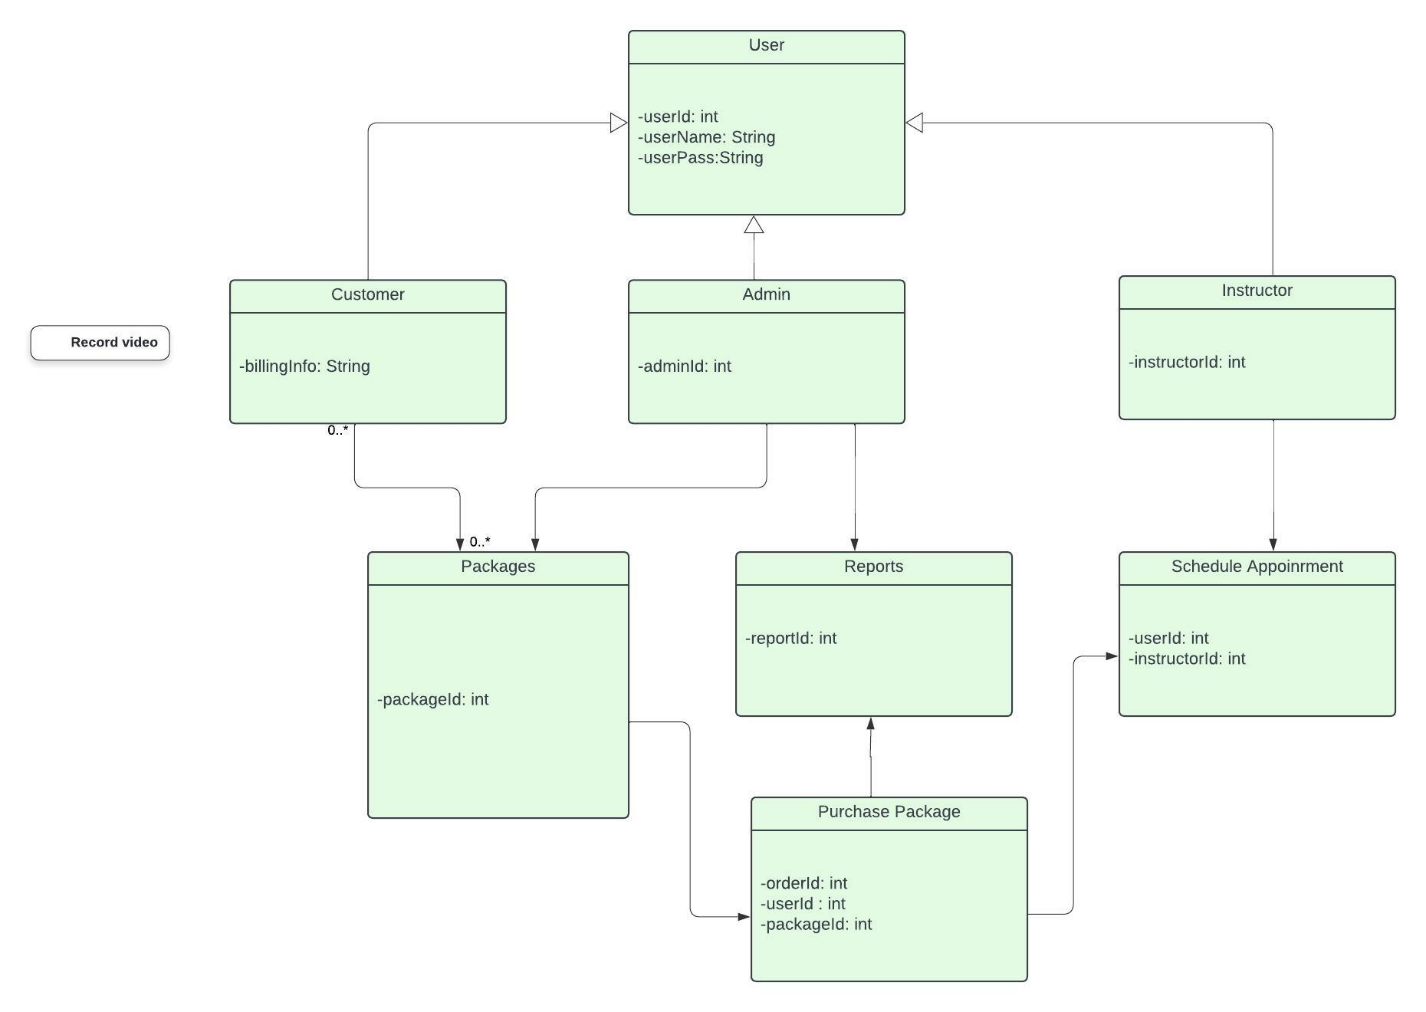 User
-userId: int
-userName: String
-userPass:String
Customer
-billingInfo: String
Admin
-adminId: int
Instructor
-instructorId: int
Record video
0..*
0..*
Packages
-packageId: int
Reports
-reportId: int
Schedule Appoinrment
-userId: int
-instructorId: int
Purchase Package
-orderId: int
-userId : int
-packageId: int